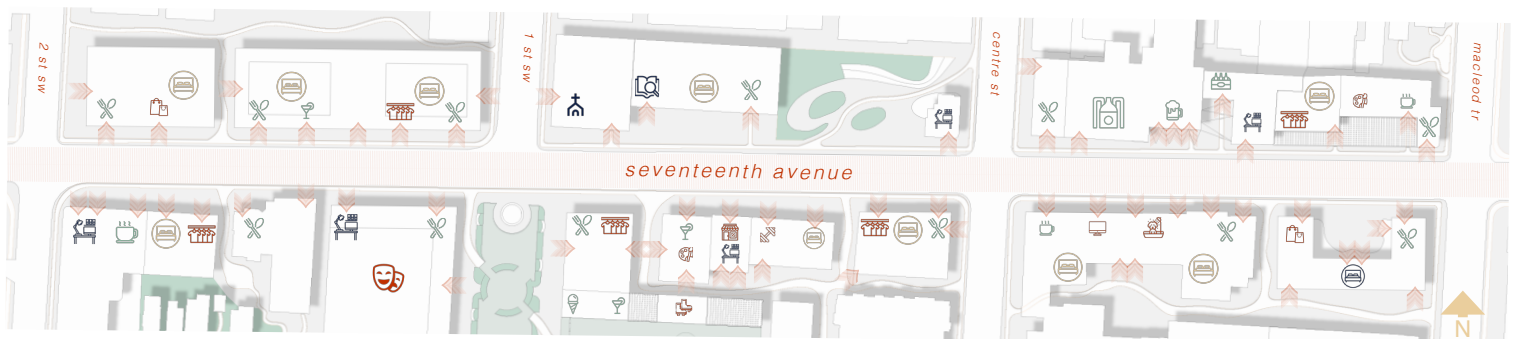 2 st sw
1 st sw
centre st
macleod tr
seventeenth avenue
N